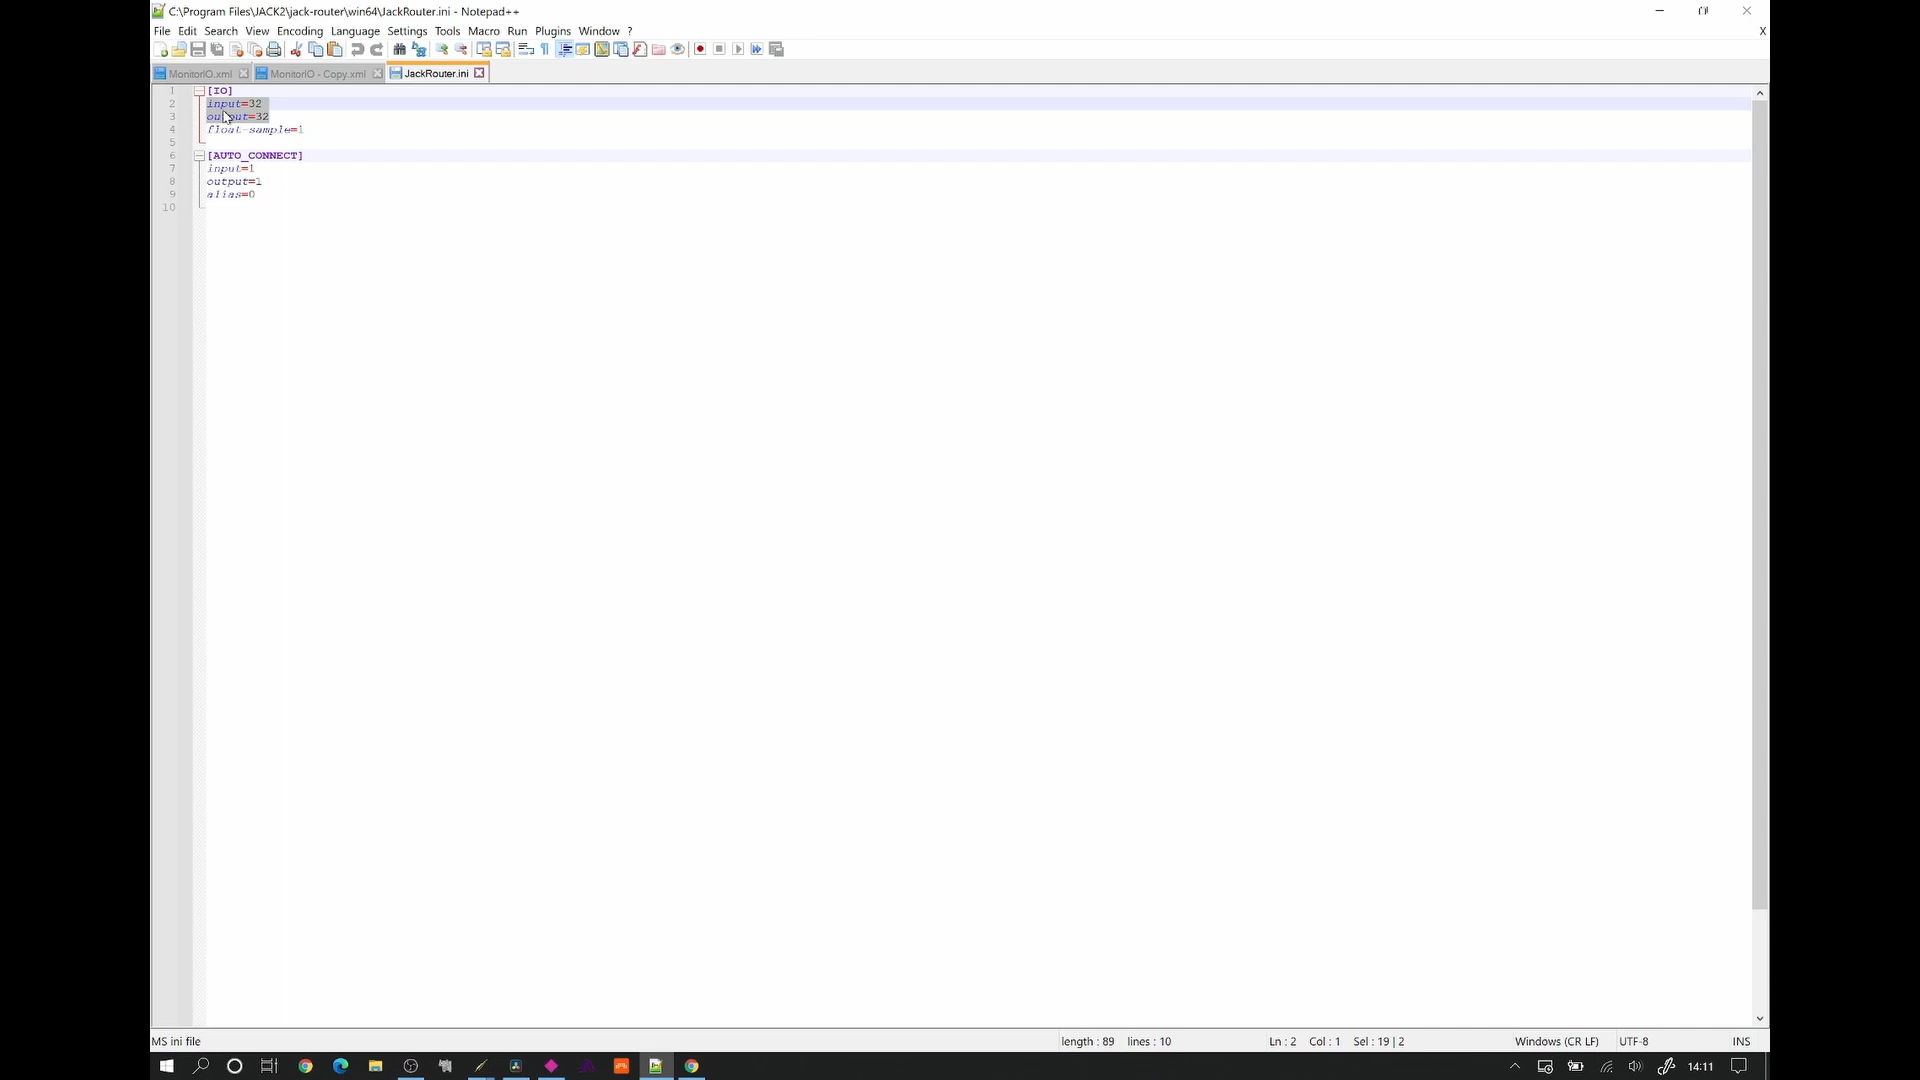 C:\Program Files\JACK2\jack-router\win64\JackRouter.ini - Notepad++
File Edit Search View Encoding Language Settings Tools Macro Run Plugins Window ? X
MonitorIO.xml MonitorIO - Copy.xml JackRouter.ini
1 [IO]
2 input=32
3 output=32
4 float-sample=1
5
6 [AUTO_CONNECT]
7 input=1
8 output=1
9 alias=0
10
MS ini file length : 89 lines : 10 Ln : 2 Col : 1 Sel : 19 | 2 Windows (CR LF) UTF-8 INS
14:11